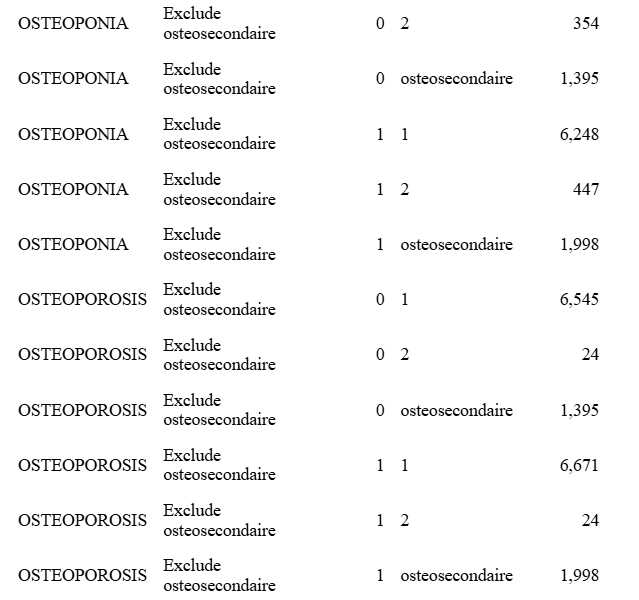 OSTEOPONIA Exclude osteosecondaire 0 2 354
OSTEOPONIA Exclude osteosecondaire 0 osteosecondaire 1,395
OSTEOPONIA Exclude osteosecondaire 1 1 6,248
OSTEOPONIA Exclude osteosecondaire 1 2 447
OSTEOPONIA Exclude osteosecondaire 1 osteosecondaire 1,998
OSTEOPOROSIS Exclude osteosecondaire 0 1 6,545
OSTEOPOROSIS Exclude osteosecondaire 0 2 24
OSTEOPOROSIS Exclude osteosecondaire 0 osteosecondaire 1,395
OSTEOPOROSIS Exclude osteosecondaire 1 1 6,671
OSTEOPOROSIS Exclude osteosecondaire 1 2 24
OSTEOPOROSIS Exclude osteosecondaire 1 osteosecondaire 1,998